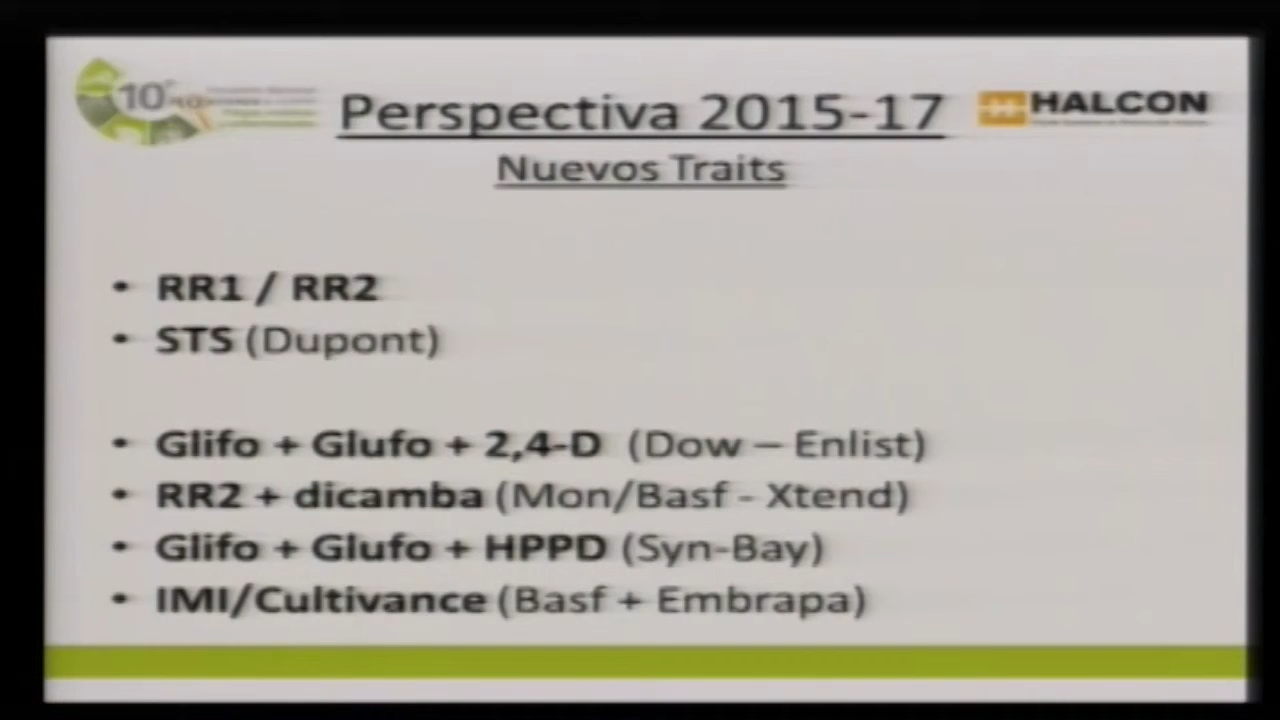 10°
Perspectiva 2015-17
HALCON
Nuevos Traits
• RR1 / RR2
• STS (Dupont)
• Glifo + Glufo + 2,4-D (Dow – Enlist)
• RR2 + dicamba (Mon/Basf - Xtend)
• Glifo + Glufo + HPPD (Syn-Bay)
• IMI/Cultivance (Basf + Embrapa)